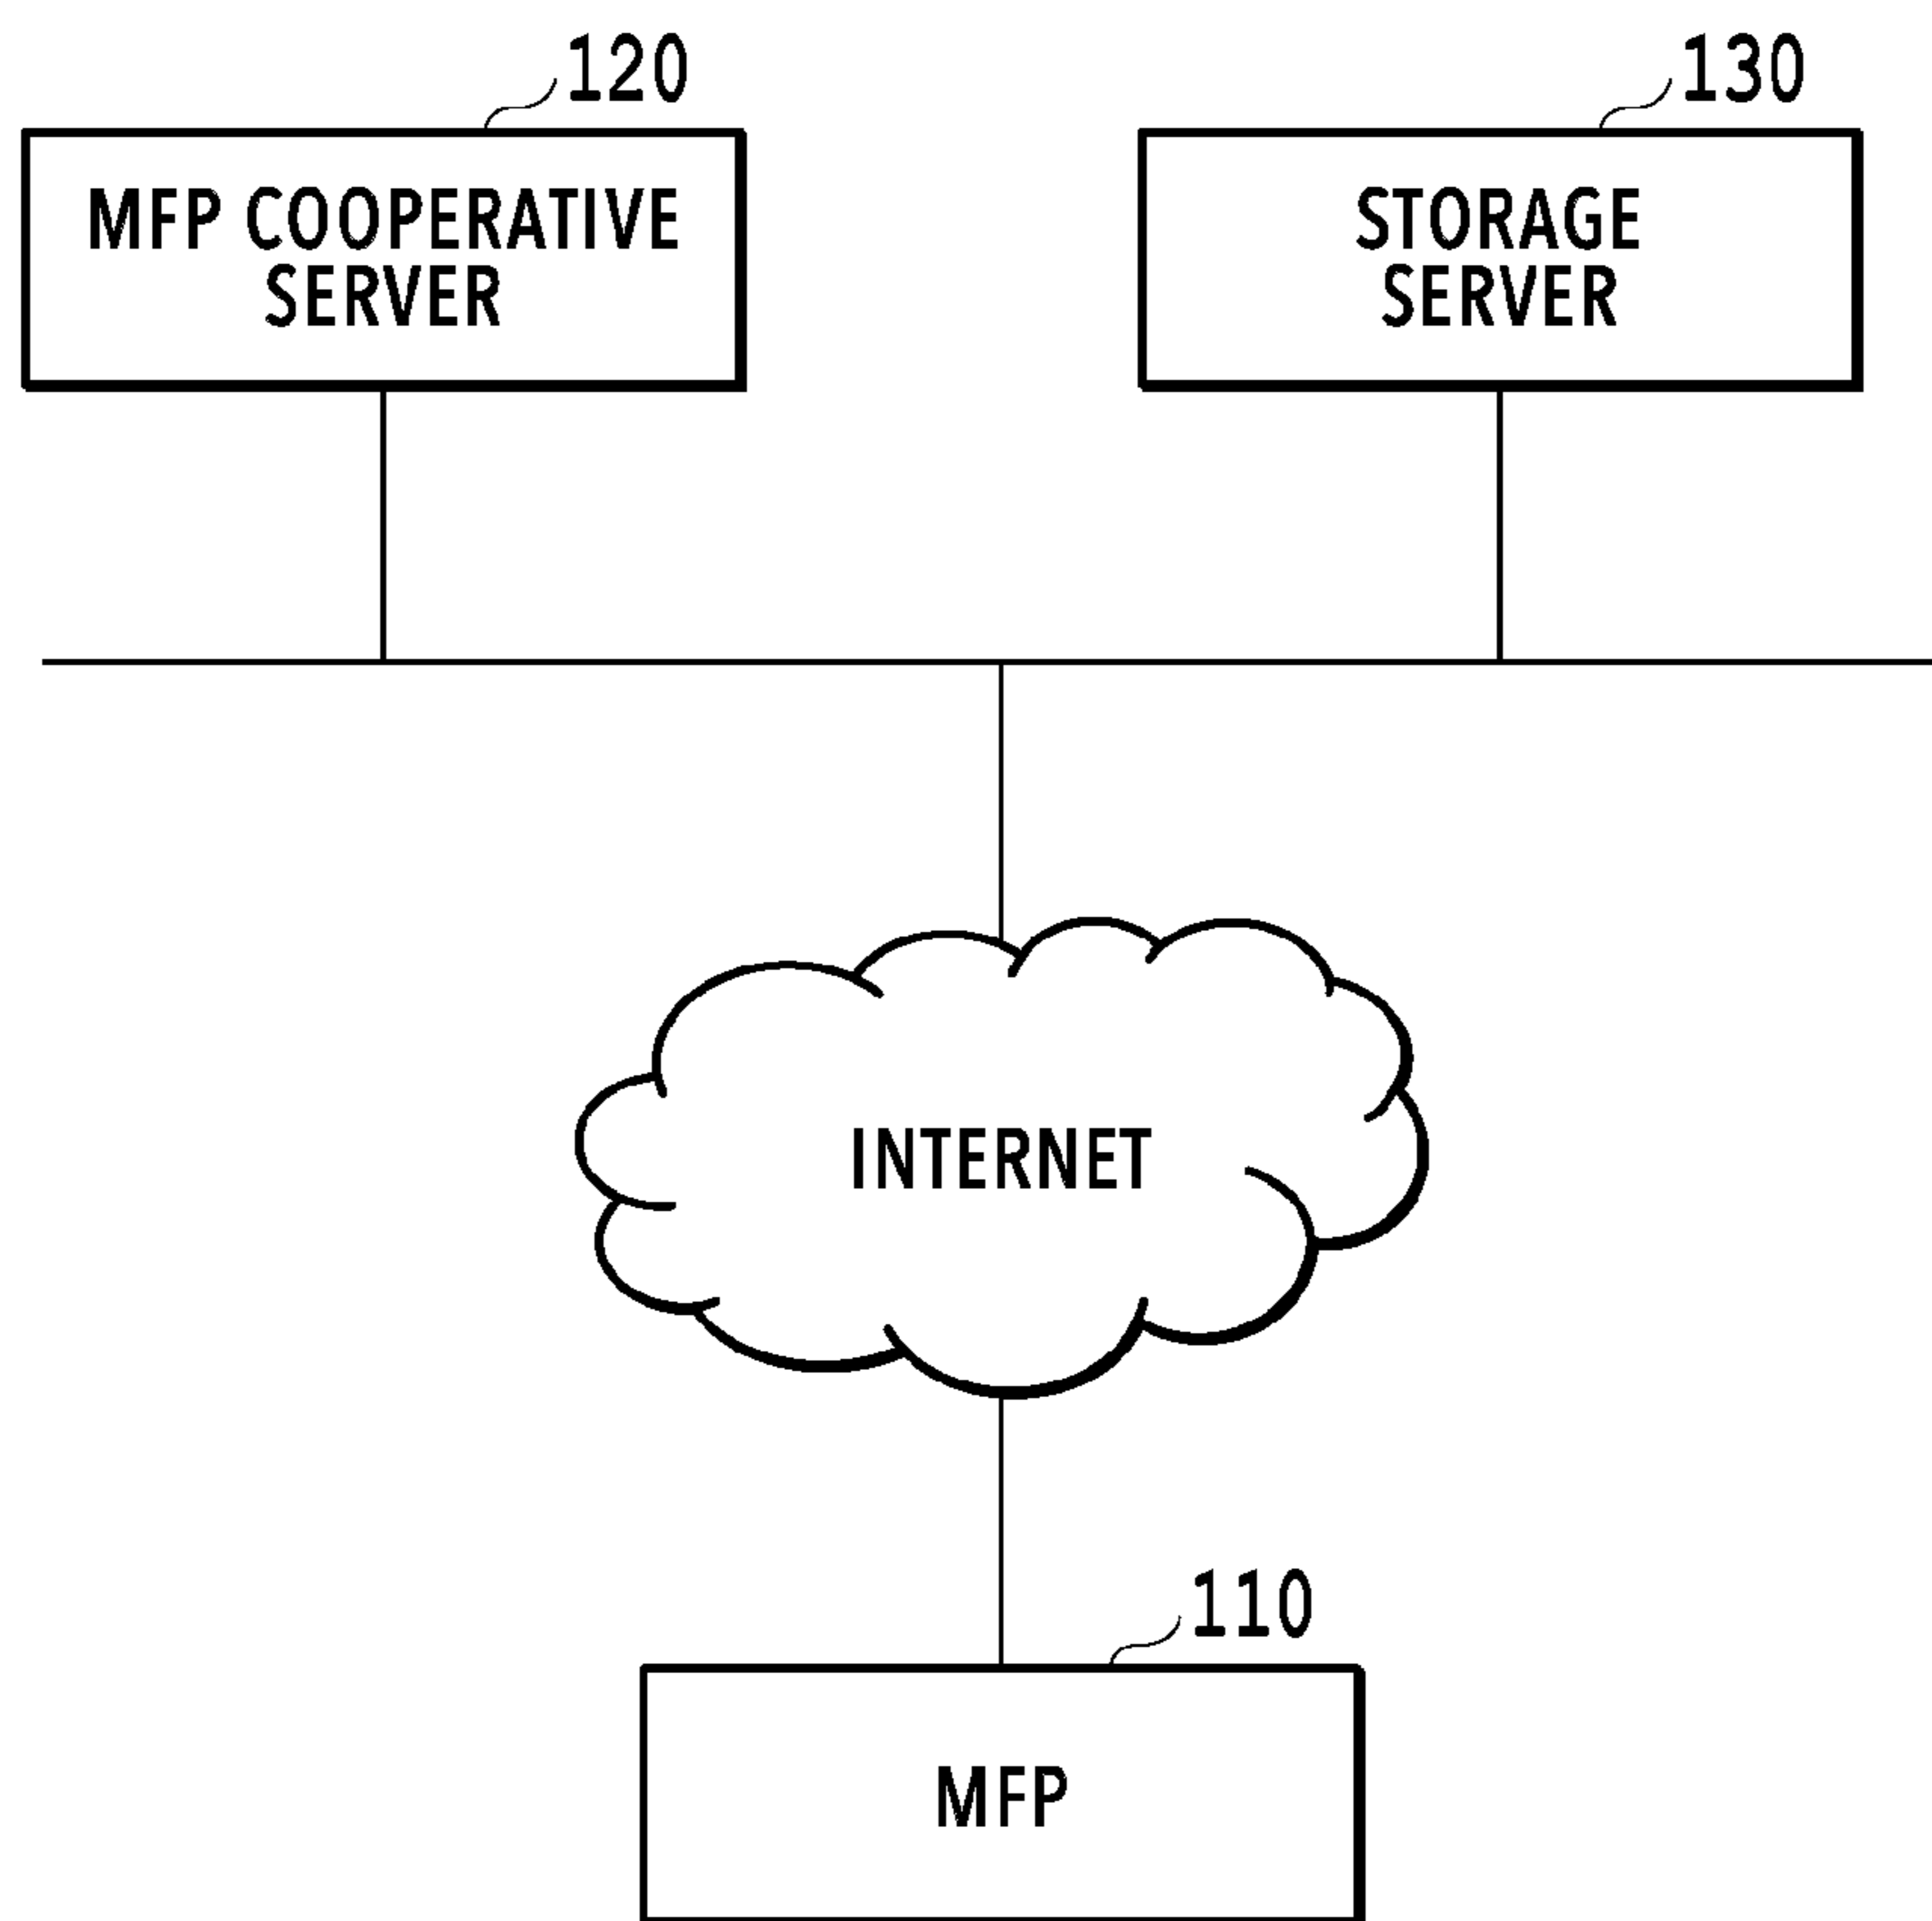 120
130
MFP COOPERATIVE
SERVER
STORAGE
SERVER
INTERNET
110
MFP